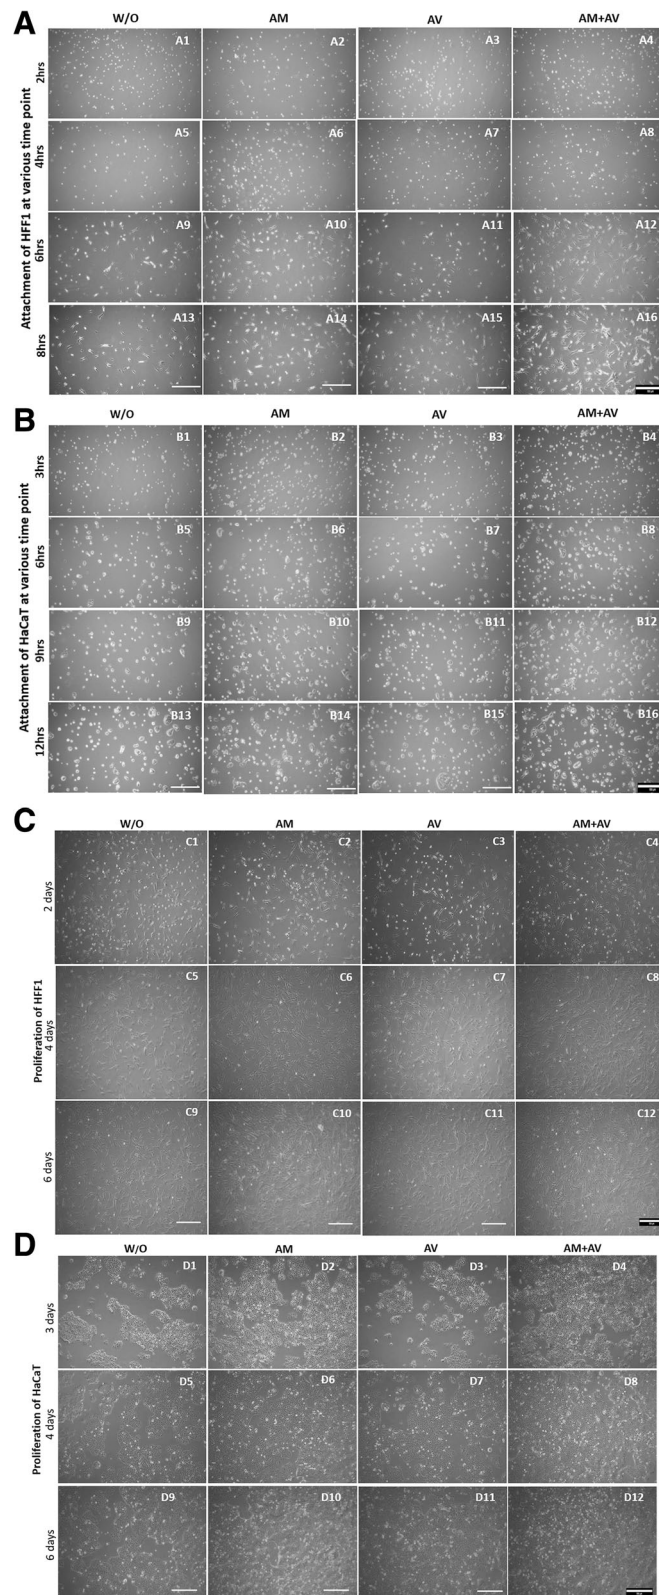 A
W/O AM AV AM+AV
Attachment of HFF1 at various time point
2hrs
A1 A2 A3 A4
4hrs
A5 A6 A7 A8
6hrs
A9 A10 A11 A12
8hrs
A13 A14 A15 A16
B
W/O AM AV AM+AV
Attachment of HaCaT at various time point
3hrs
B1 B2 B3 B4
6hrs
B5 B6 B7 B8
9hrs
B9 B10 B11 B12
12hrs
B13 B14 B15 B16
C
W/O AM AV AM+AV
Proliferation of HFF1
2 days
C1 C2 C3 C4
4 days
C5 C6 C7 C8
6 days
C9 C10 C11 C12
D
W/O AM AV AM+AV
Proliferation of HaCaT
3 days
D1 D2 D3 D4
4 days
D5 D6 D7 D8
6 days
D9 D10 D11 D12